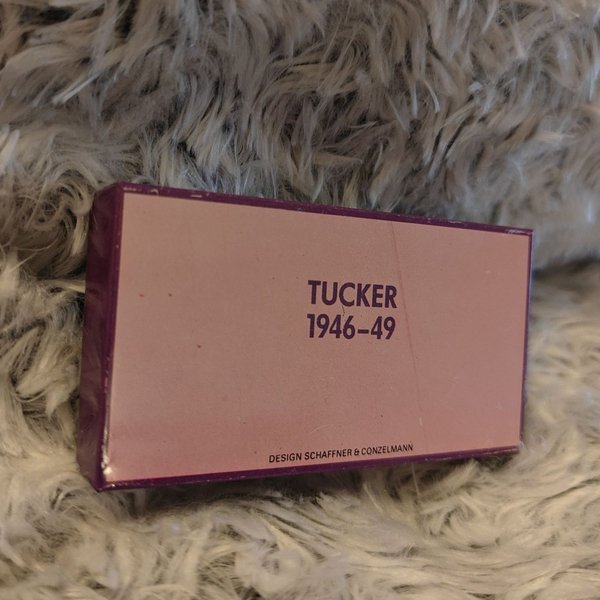 TUCKER
1946–49
DESIGN SCHAFFNER & CONZELMANN